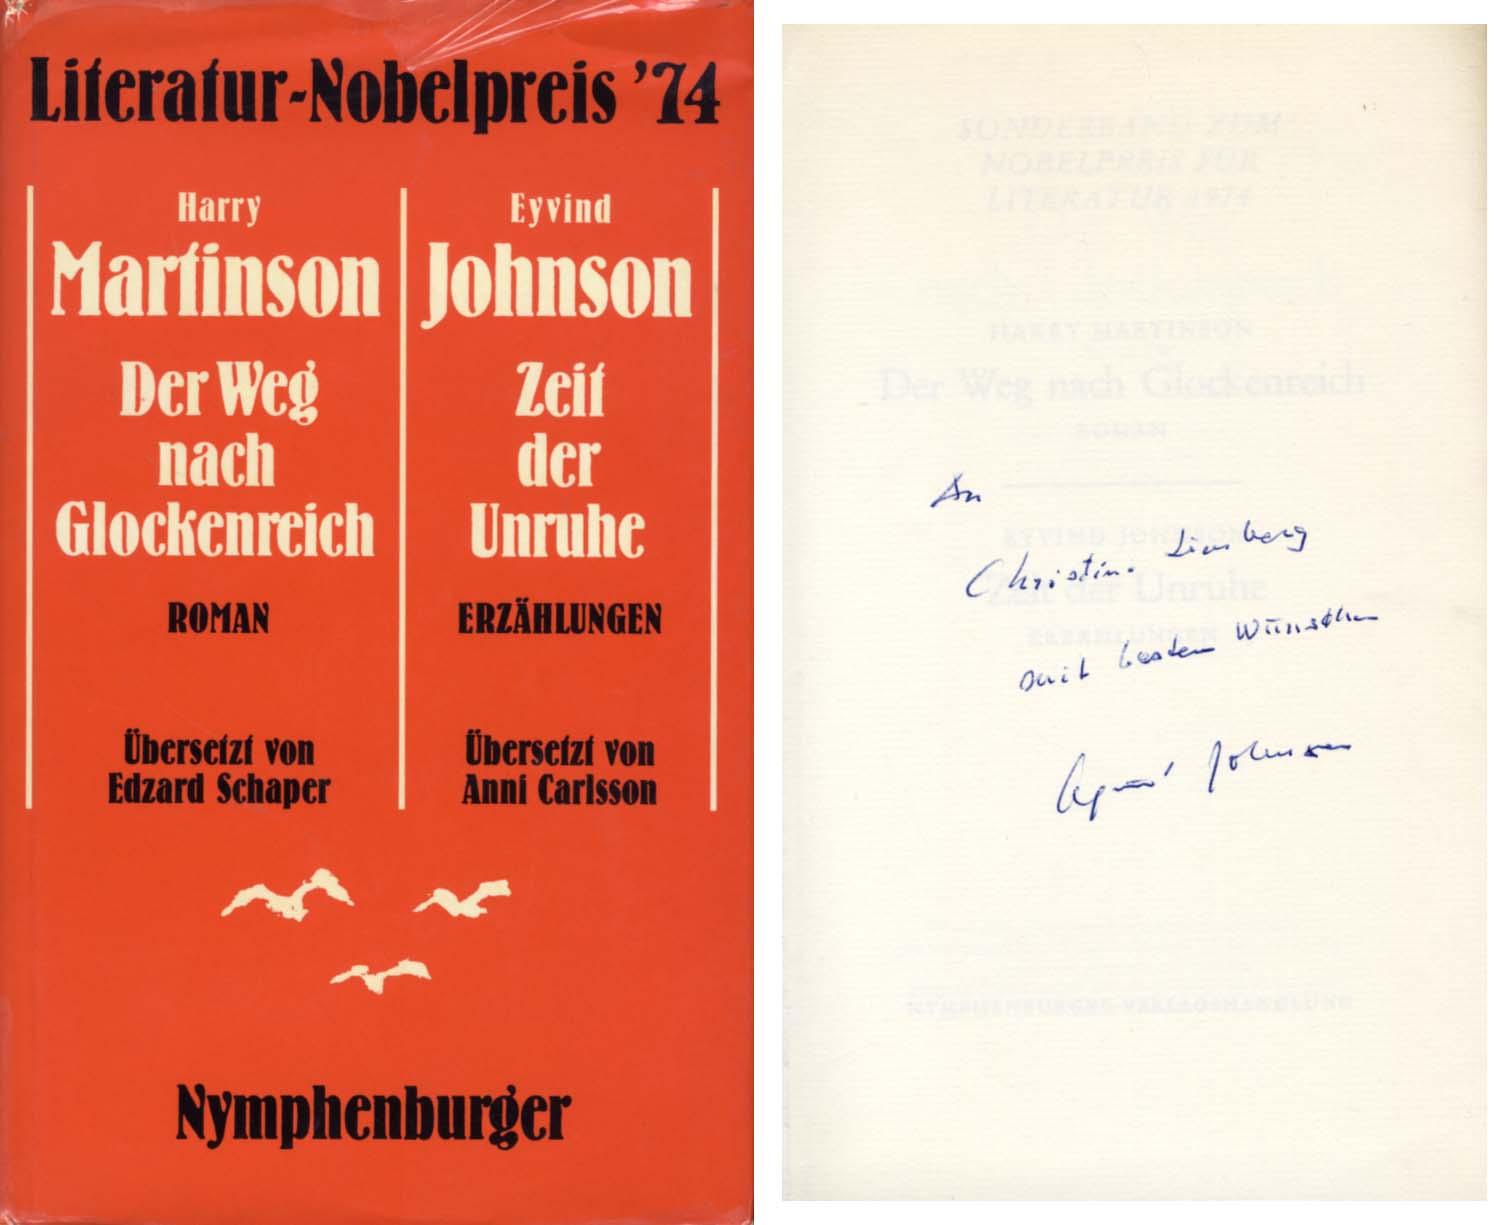 Literatur-Nobelpreis '74
Harry
Martinson
Der Weg
nach
Glockenreich
ROMAN
Übersetzt von
Edzard Schaper
Eyvind
Johnson
Zeit
der
Unruhe
ERZÄHLUNGEN
Übersetzt von
Anni Carlsson
Nymphenburger
SONDERBAND ZUM
NOBELPREIS FÜR
LITERATUR 1974
HARRY MARTINSON
Der Weg nach Glockenreich
ROMAN
EYVIND JOHNSON
Zeit der Unruhe
ERZÄHLUNGEN
NYMPHENBURGER VERLAGSHANDLUNG
An
Christina
mit besten Wünschen
Eyvind Johnson